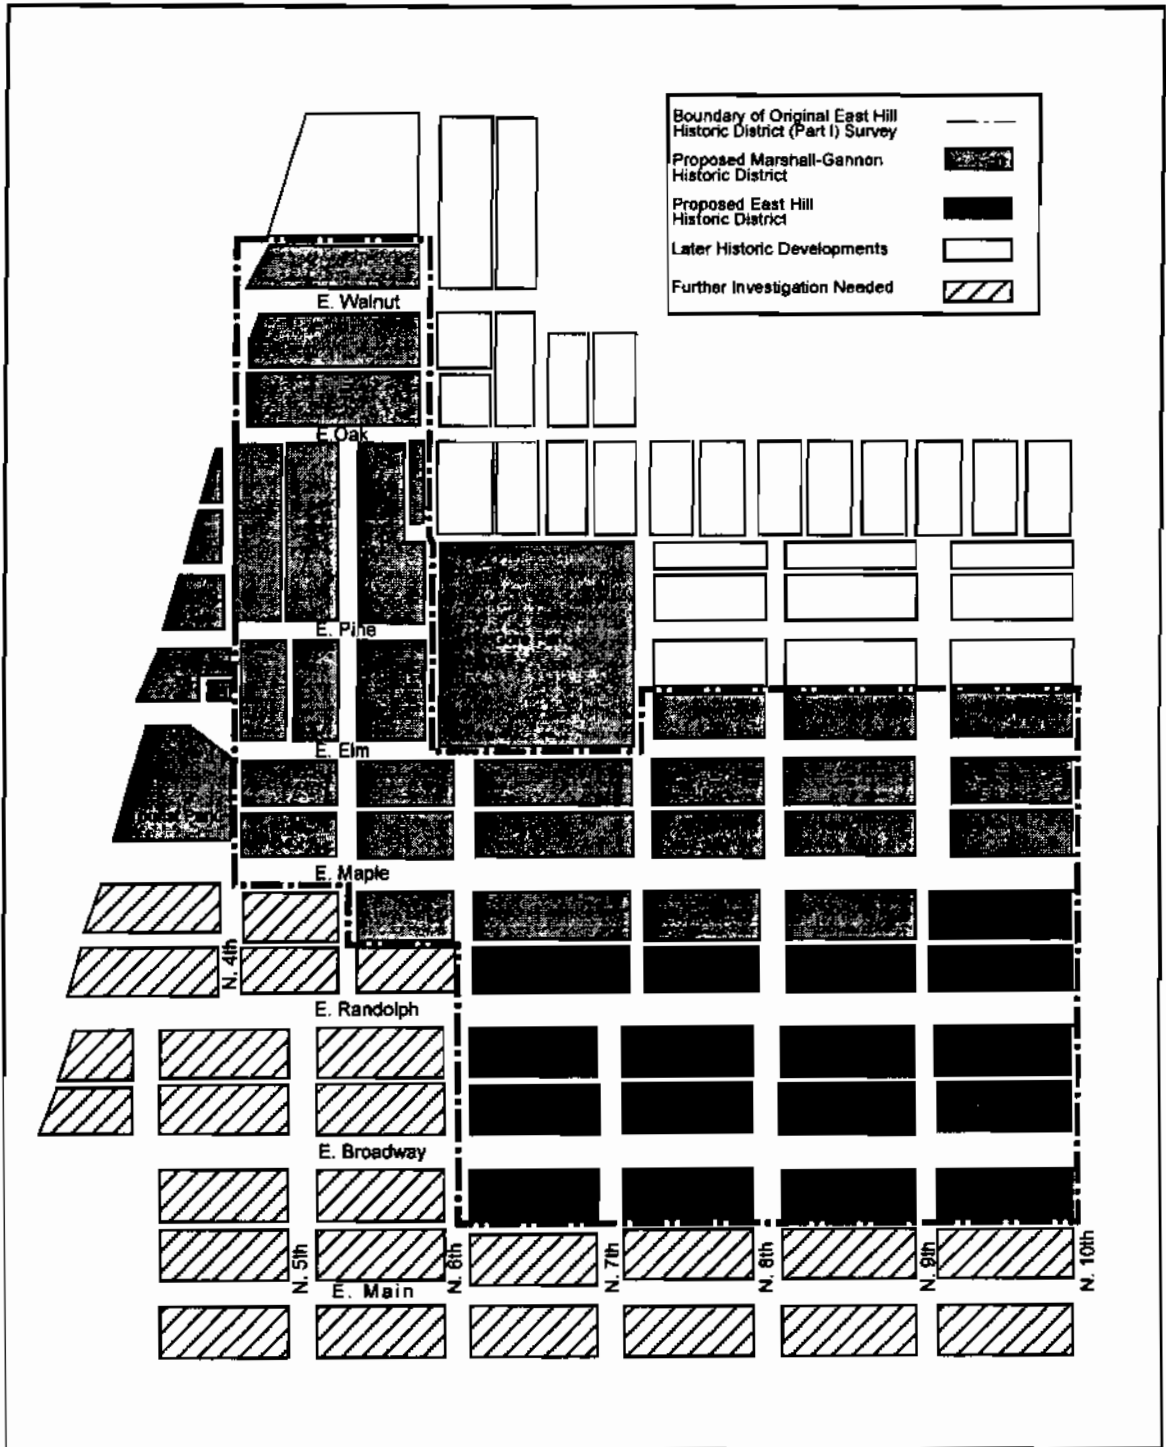 Boundary of Original East Hill
Historic District (Part I) Survey
Proposed Marshall-Gannon
Historic District
Proposed East Hill
Historic District
Later Historic Developments
Further Investigation Needed
E. Walnut
E. Oak
E. Pine
E. Elm
E. Maple
N. 4th
E. Randolph
E. Broadway
N. 5th
N. 6th
N. 7th
N. 8th
N. 9th
N. 10th
E. Main